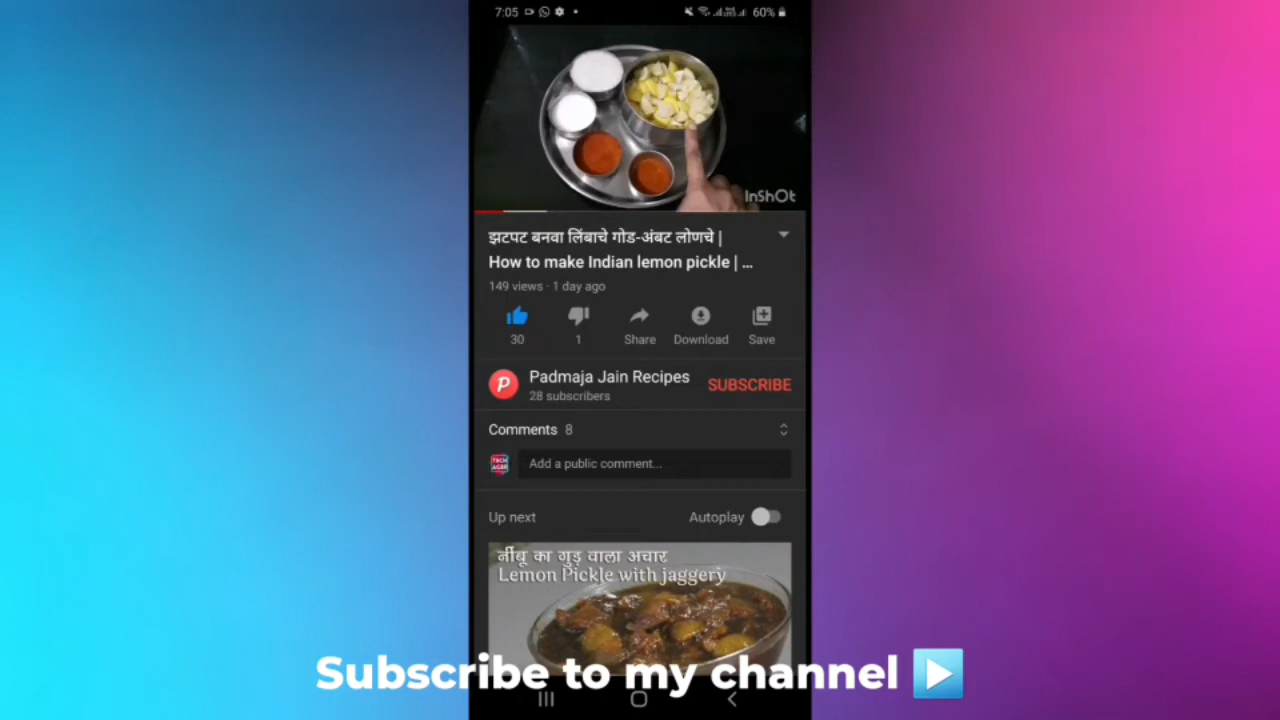 7:05
60%
InShOt
झटपट बनवा लिंबाचे गोड-अंबट लोणचे |
How to make Indian lemon pickle | ...
149 views · 1 day ago
30
1
Share
Download
Save
P
Padmaja Jain Recipes
28 subscribers
SUBSCRIBE
Comments 8
TECH
Add a public comment...
Up next
Autoplay
नींबू का गुड़ वाला अचार
Lemon Pickle with jaggery
Subscribe to my channel